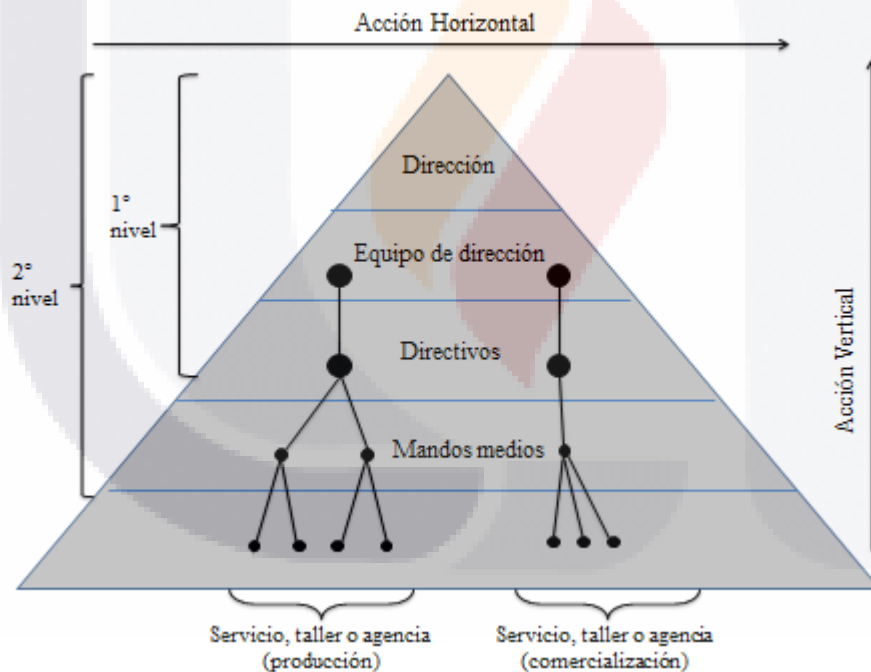 Acción Horizontal
Dirección
1°
nivel
Equipo de dirección
2°
nivel
Directivos
Acción Vertical
Mandos medios
Servicio, taller o agencia
(producción)
Servicio, taller o agencia
(comercialización)